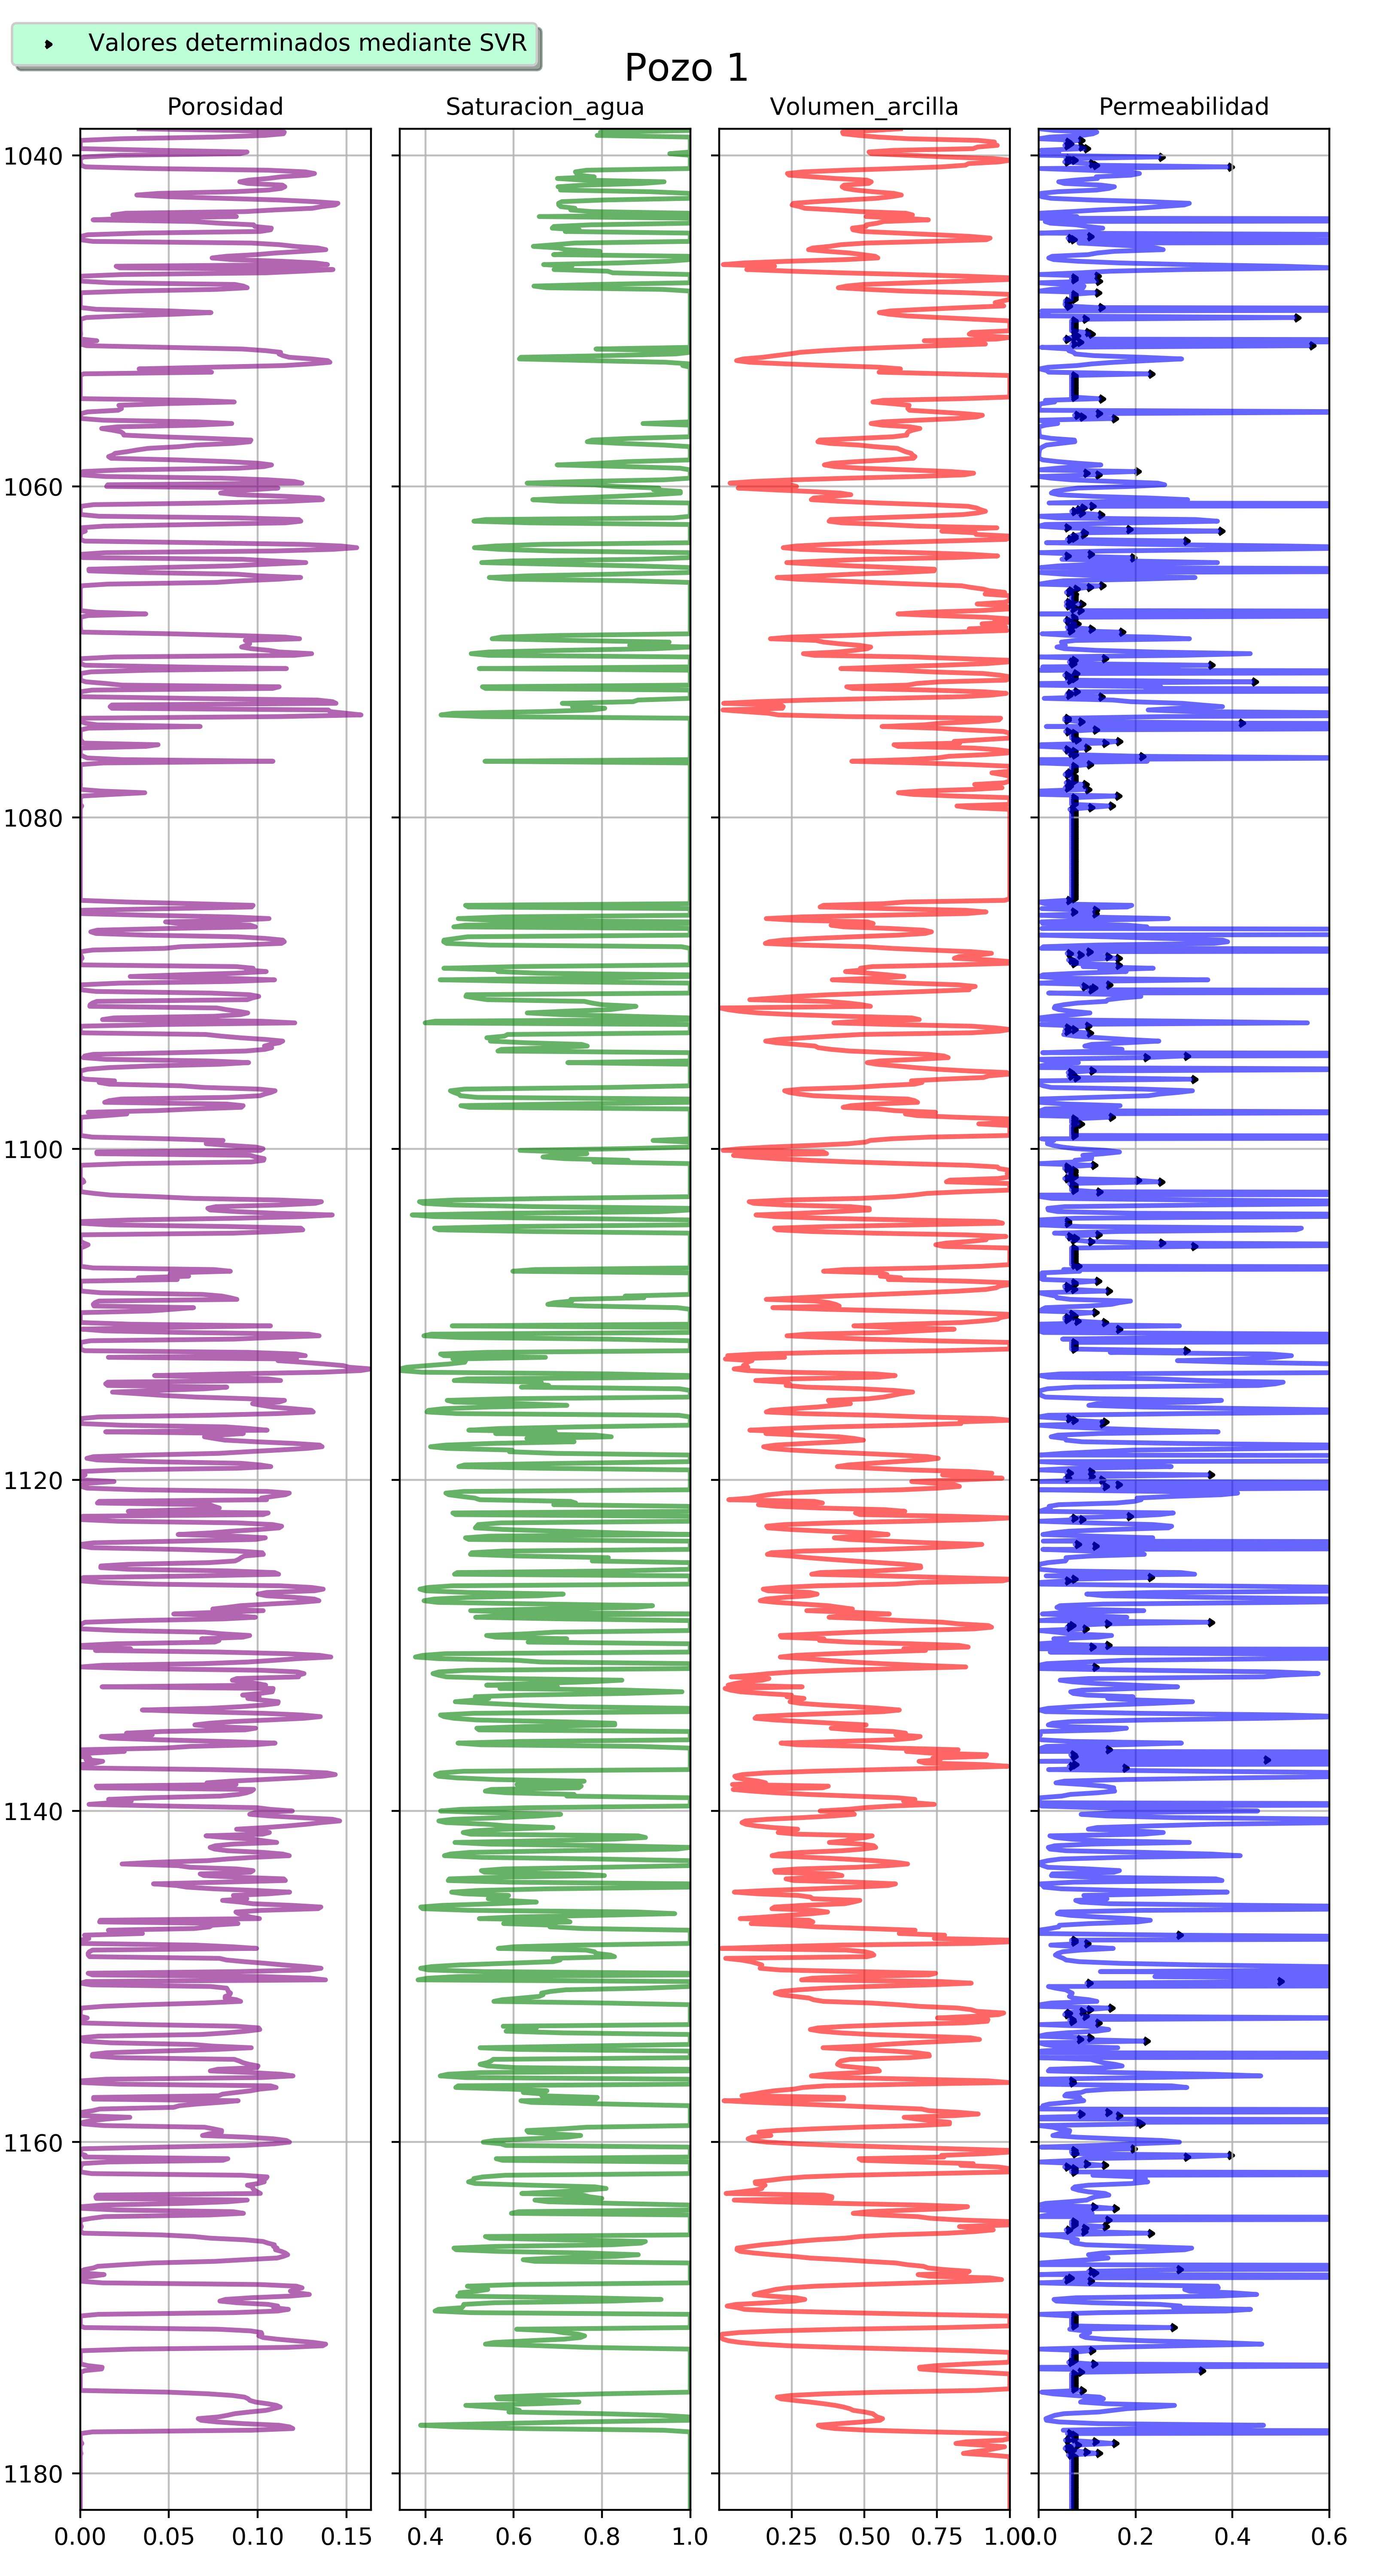 Valores determinados mediante SVR
Pozo 1
Porosidad Saturacion_agua Volumen_arcilla Permeabilidad
1040
1060
1080
1100
1120
1140
1160
1180
0.00 0.05 0.10 0.15 0.4 0.6 0.8 1.0 0.25 0.50 0.75 1.00 0.0 0.2 0.4 0.6